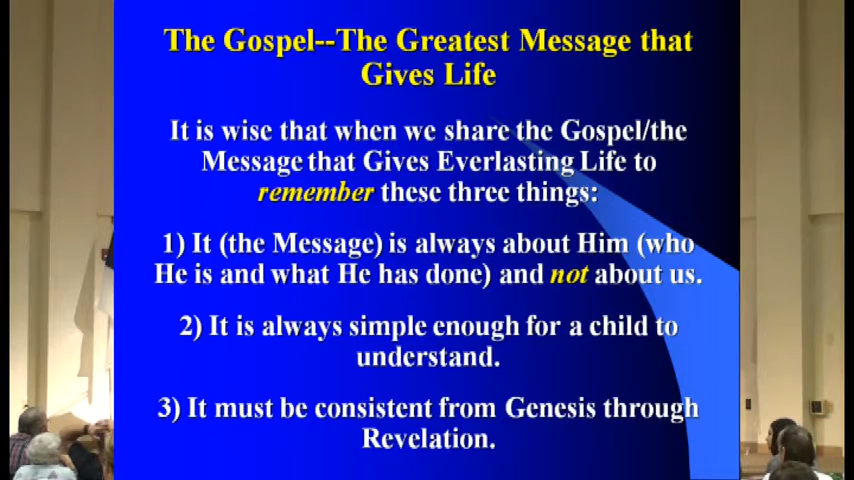 The Gospel--The Greatest Message that
Gives Life
It is wise that when we share the Gospel/the
Message that Gives Everlasting Life to
remember these three things:
1) It (the Message) is always about Him (who
He is and what He has done) and not about us.
2) It is always simple enough for a child to
understand.
3) It must be consistent from Genesis through
Revelation.